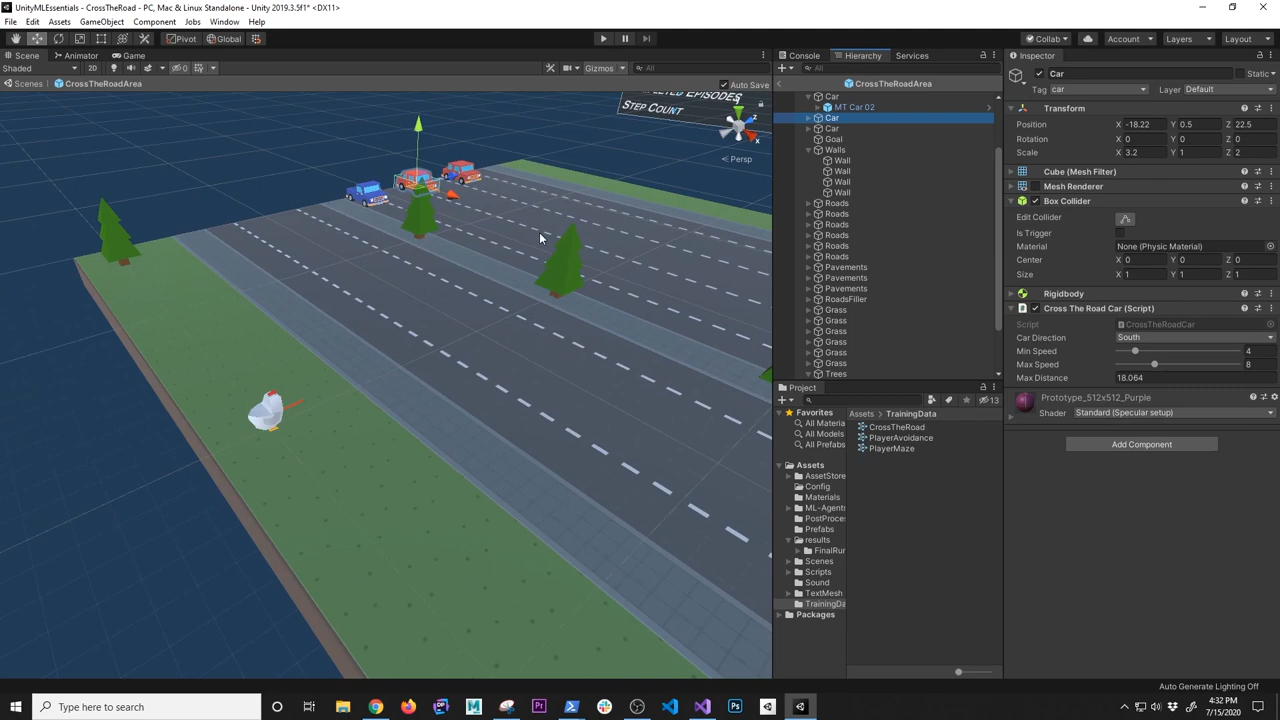 UnityMLEssentials - CrossTheRoad - PC, Mac & Linux Standalone - Unity 2019.3.5f1* <DX11>
File Edit Assets GameObject Component Jobs Window Help
Pivot Global Collab Account Layers Layout
Scene Animator Game Console Hierarchy Services Inspector
Shaded 2D 0 Gizmos All
All
Scenes CrossTheRoadArea Auto Save
CrossTheRoadArea
STEP COUNT
Persp
Car
MT Car 02
Car
Car
Goal
Walls
Wall
Wall
Wall
Wall
Roads
Roads
Roads
Roads
Roads
Roads
Pavements
Pavements
Pavements
RoadsFiller
Grass
Grass
Grass
Grass
Grass
Grass
Trees
Project
13
Favorites
All Materia
All Models
All Prefabs
Assets
AssetStore
Config
Materials
ML-Agents
PostProces
Prefabs
results
FinalRun
Scenes
Scripts
Sound
TextMesh
TrainingDa
Packages
Assets TrainingData
CrossTheRoad
PlayerAvoidance
PlayerMaze
Car Static
Tag car Layer Default
Transform
Position X -18.22 Y 0.5 Z 22.5
Rotation X 0 Y 0 Z 0
Scale X 3.2 Y 1 Z 2
Cube (Mesh Filter)
Mesh Renderer
Box Collider
Edit Collider
Is Trigger
Material None (Physic Material)
Center X 0 Y 0 Z 0
Size X 1 Y 1 Z 1
Rigidbody
Cross The Road Car (Script)
Script CrossTheRoadCar
Car Direction South
Min Speed 4
Max Speed 8
Max Distance 18.064
Prototype_512x512_Purple
Shader Standard (Specular setup)
Add Component
Auto Generate Lighting Off
Type here to search
4:32 PM
7/15/2020